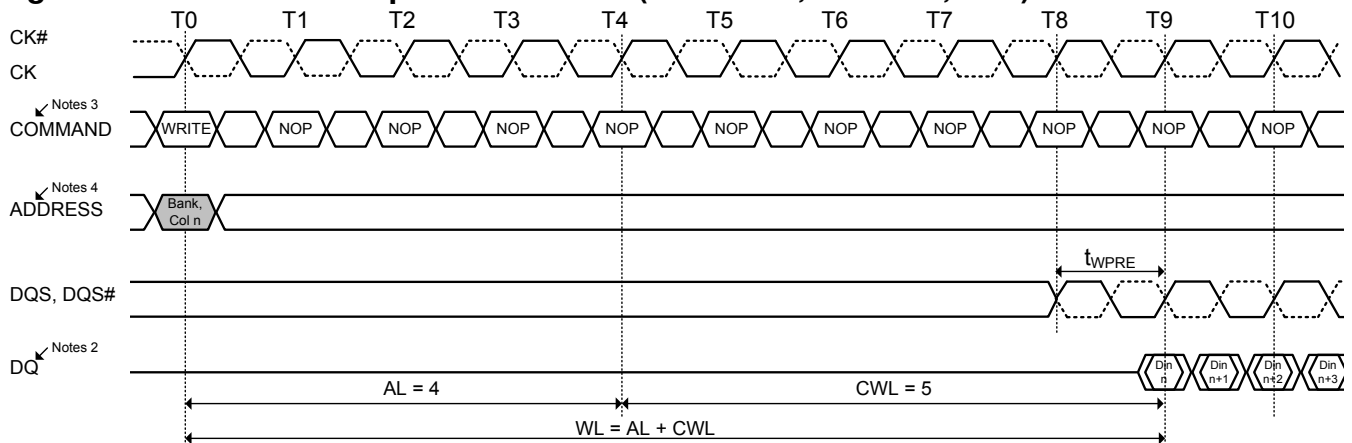 T0 T1 T2 T3 T4 T5 T6 T7 T8 T9 T10
CK#
CK
Notes 3
COMMAND WRITE NOP NOP NOP NOP NOP NOP NOP NOP NOP NOP
Notes 4
ADDRESS Bank,
Col n
tWPRE
DQS, DQS#
Notes 2
DQ Din Din Din Din
n n+1 n+2 n+3
AL = 4 CWL = 5
WL = AL + CWL